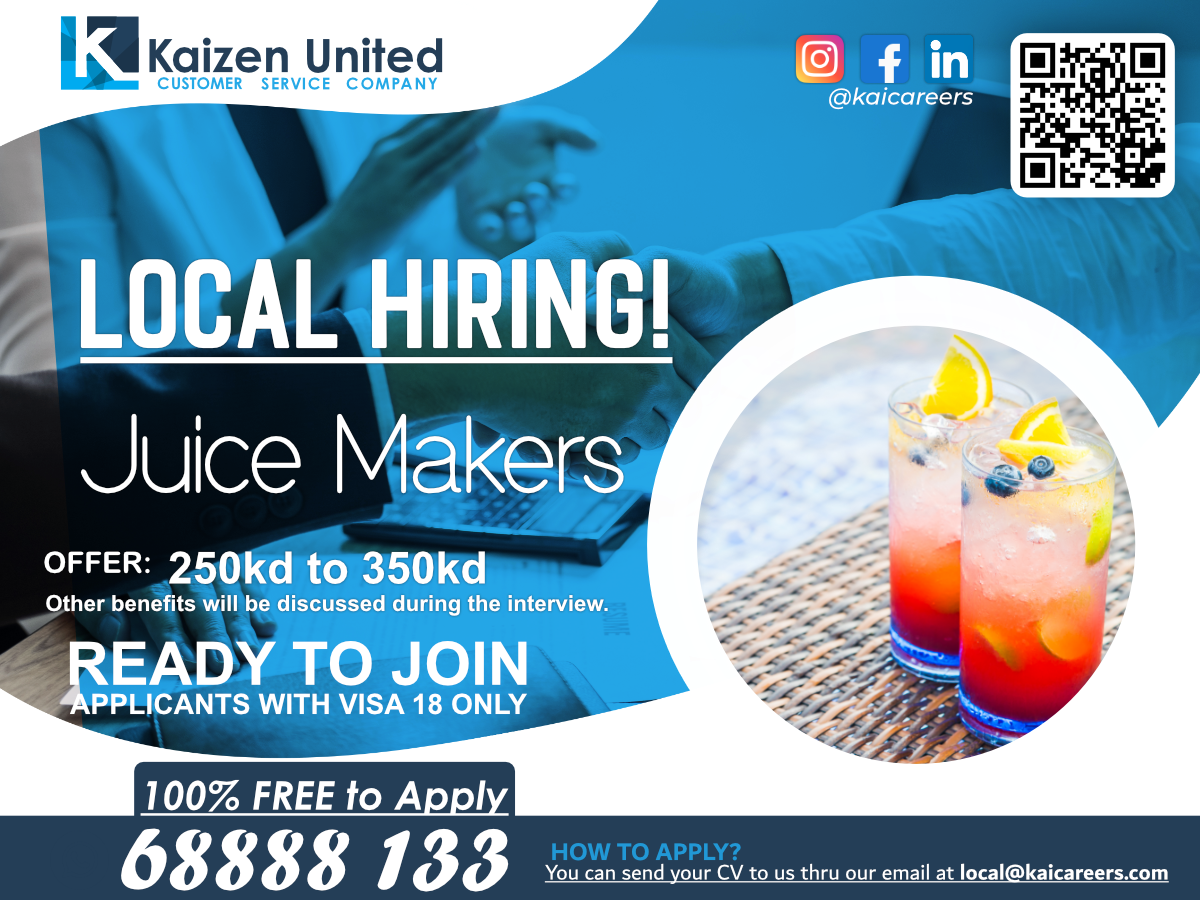 K Kaizen United
CUSTOMER SERVICE COMPANY
in
@kaicareers
LOCAL HIRING!
Juice Makers
OFFER: 250kd to 350kd
Other benefits will be discussed during the interview.
RESUME
READY TO JOIN
APPLICANTS WITH VISA 18 ONLY
100% FREE to Apply
68888 133
HOW TO APPLY?
You can send your CV to us thru our email at local@kaicareers.com